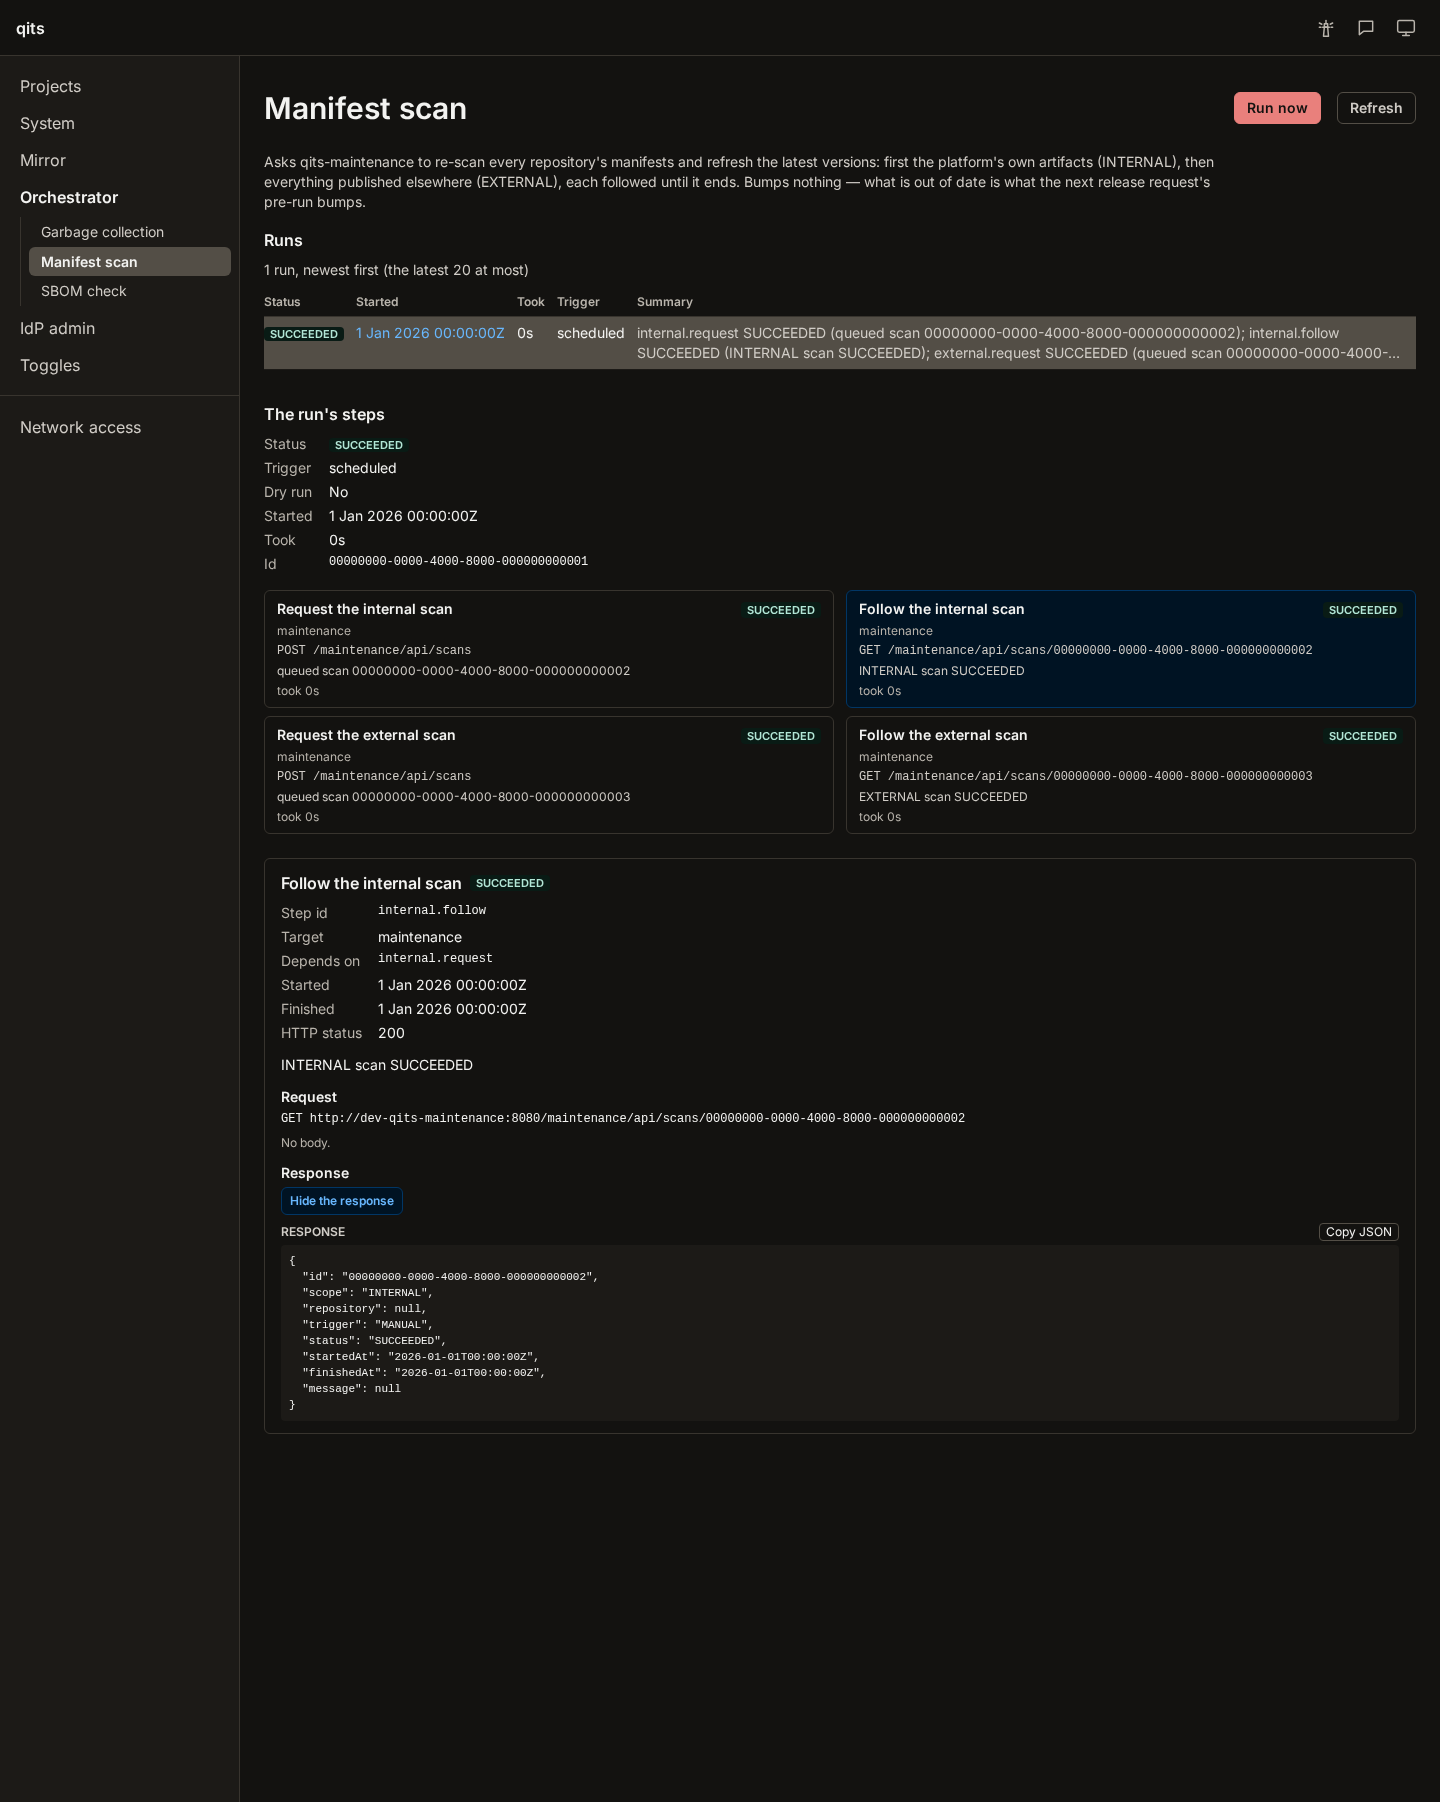 qits
Projects
System
Mirror
Orchestrator
Garbage collection
Manifest scan
SBOM check
IdP admin
Toggles
Network access
Manifest scan
Run now
Refresh
Asks qits-maintenance to re-scan every repository's manifests and refresh the latest versions: first the platform's own artifacts (INTERNAL), then
everything published elsewhere (EXTERNAL), each followed until it ends. Bumps nothing — what is out of date is what the next release request's
pre-run bumps.
Runs
1 run, newest first (the latest 20 at most)
Status Started Took Trigger Summary
SUCCEEDED 1 Jan 2026 00:00:00Z 0s scheduled internal.request SUCCEEDED (queued scan 00000000-0000-4000-8000-000000000002); internal.follow
SUCCEEDED (INTERNAL scan SUCCEEDED); external.request SUCCEEDED (queued scan 00000000-0000-4000-...
The run's steps
Status SUCCEEDED
Trigger scheduled
Dry run No
Started 1 Jan 2026 00:00:00Z
Took 0s
Id 00000000-0000-4000-8000-000000000001
Request the internal scan SUCCEEDED
maintenance
POST /maintenance/api/scans
queued scan 00000000-0000-4000-8000-000000000002
took 0s
Follow the internal scan SUCCEEDED
maintenance
GET /maintenance/api/scans/00000000-0000-4000-8000-000000000002
INTERNAL scan SUCCEEDED
took 0s
Request the external scan SUCCEEDED
maintenance
POST /maintenance/api/scans
queued scan 00000000-0000-4000-8000-000000000003
took 0s
Follow the external scan SUCCEEDED
maintenance
GET /maintenance/api/scans/00000000-0000-4000-8000-000000000003
EXTERNAL scan SUCCEEDED
took 0s
Follow the internal scan SUCCEEDED
Step id internal.follow
Target maintenance
Depends on internal.request
Started 1 Jan 2026 00:00:00Z
Finished 1 Jan 2026 00:00:00Z
HTTP status 200
INTERNAL scan SUCCEEDED
Request
GET http://dev-qits-maintenance:8080/maintenance/api/scans/00000000-0000-4000-8000-000000000002
No body.
Response
Hide the response
RESPONSE Copy JSON
{
"id": "00000000-0000-4000-8000-000000000002",
"scope": "INTERNAL",
"repository": null,
"trigger": "MANUAL",
"status": "SUCCEEDED",
"startedAt": "2026-01-01T00:00:00Z",
"finishedAt": "2026-01-01T00:00:00Z",
"message": null
}